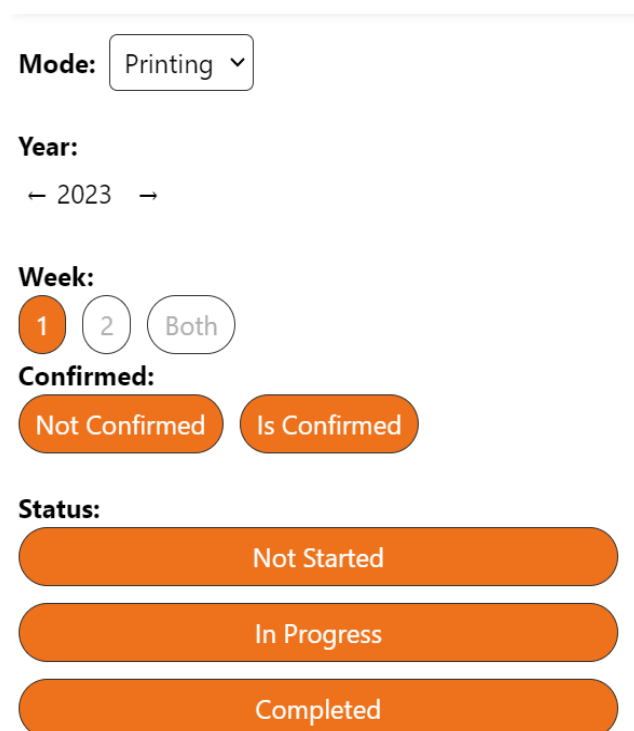 Mode: Printing
Year:
← 2023 →
Week:
1 2 Both
Confirmed:
Not Confirmed Is Confirmed
Status:
Not Started
In Progress
Completed